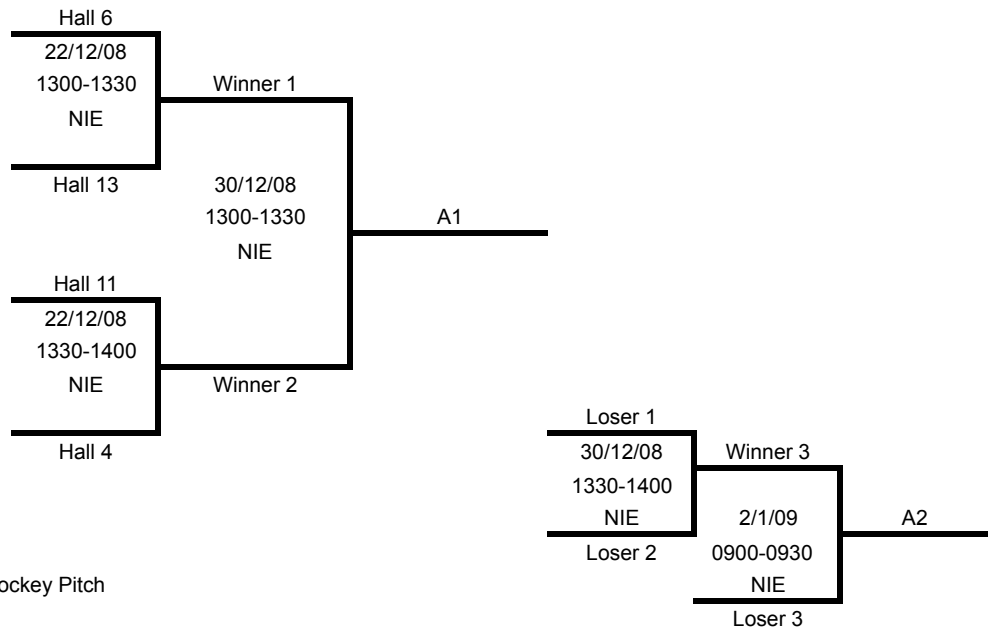 Hall 6
22/12/08
1300-1330
NIE
Hall 13
Winner 1
30/12/08
1300-1330
NIE
A1
Hall 11
22/12/08
1330-1400
NIE
Hall 4
Winner 2
Loser 1
30/12/08
1330-1400
NIE
Loser 2
Winner 3
2/1/09
0900-0930
NIE
Loser 3
A2
ockey Pitch